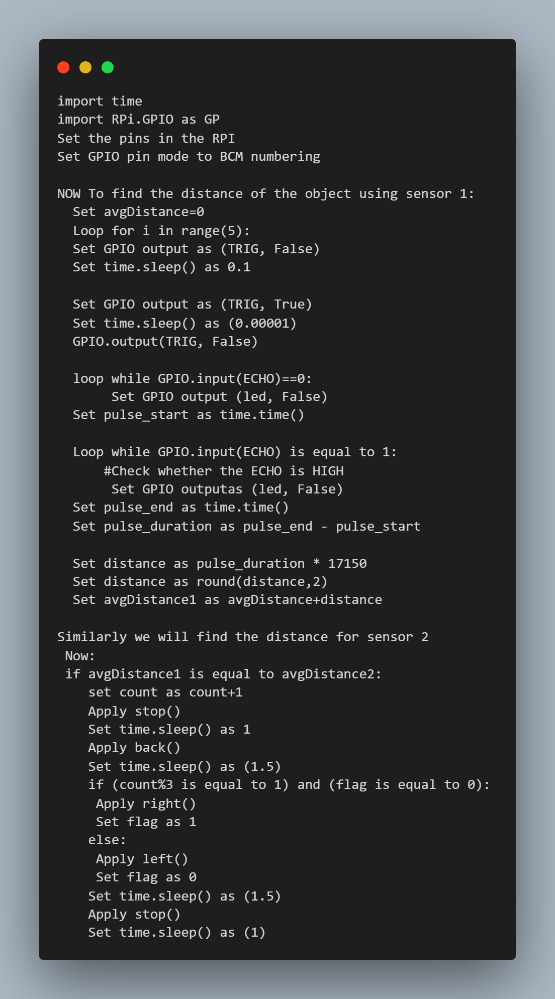 import time
import RPi.GPIO as GP
Set the pins in the RPI
Set GPIO pin mode to BCM numbering

NOW To find the distance of the object using sensor 1:
  Set avgDistance=0
  Loop for i in range(5):
  Set GPIO output as (TRIG, False)
  Set time.sleep() as 0.1

  Set GPIO output as (TRIG, True)
  Set time.sleep() as (0.00001)
  GPIO.output(TRIG, False)

  loop while GPIO.input(ECHO)==0:
       Set GPIO output (led, False)
  Set pulse_start as time.time()

  Loop while GPIO.input(ECHO) is equal to 1:
      #Check whether the ECHO is HIGH
       Set GPIO outputas (led, False)
  Set pulse_end as time.time()
  Set pulse_duration as pulse_end - pulse_start

  Set distance as pulse_duration * 17150
  Set distance as round(distance,2)
  Set avgDistance1 as avgDistance+distance

Similarly we will find the distance for sensor 2
 Now:
 if avgDistance1 is equal to avgDistance2:
    set count as count+1
    Apply stop()
    Set time.sleep() as 1
    Apply back()
    Set time.sleep() as (1.5)
    if (count%3 is equal to 1) and (flag is equal to 0):
     Apply right()
     Set flag as 1
    else:
     Apply left()
     Set flag as 0
    Set time.sleep() as (1.5)
    Apply stop()
    Set time.sleep() as (1)